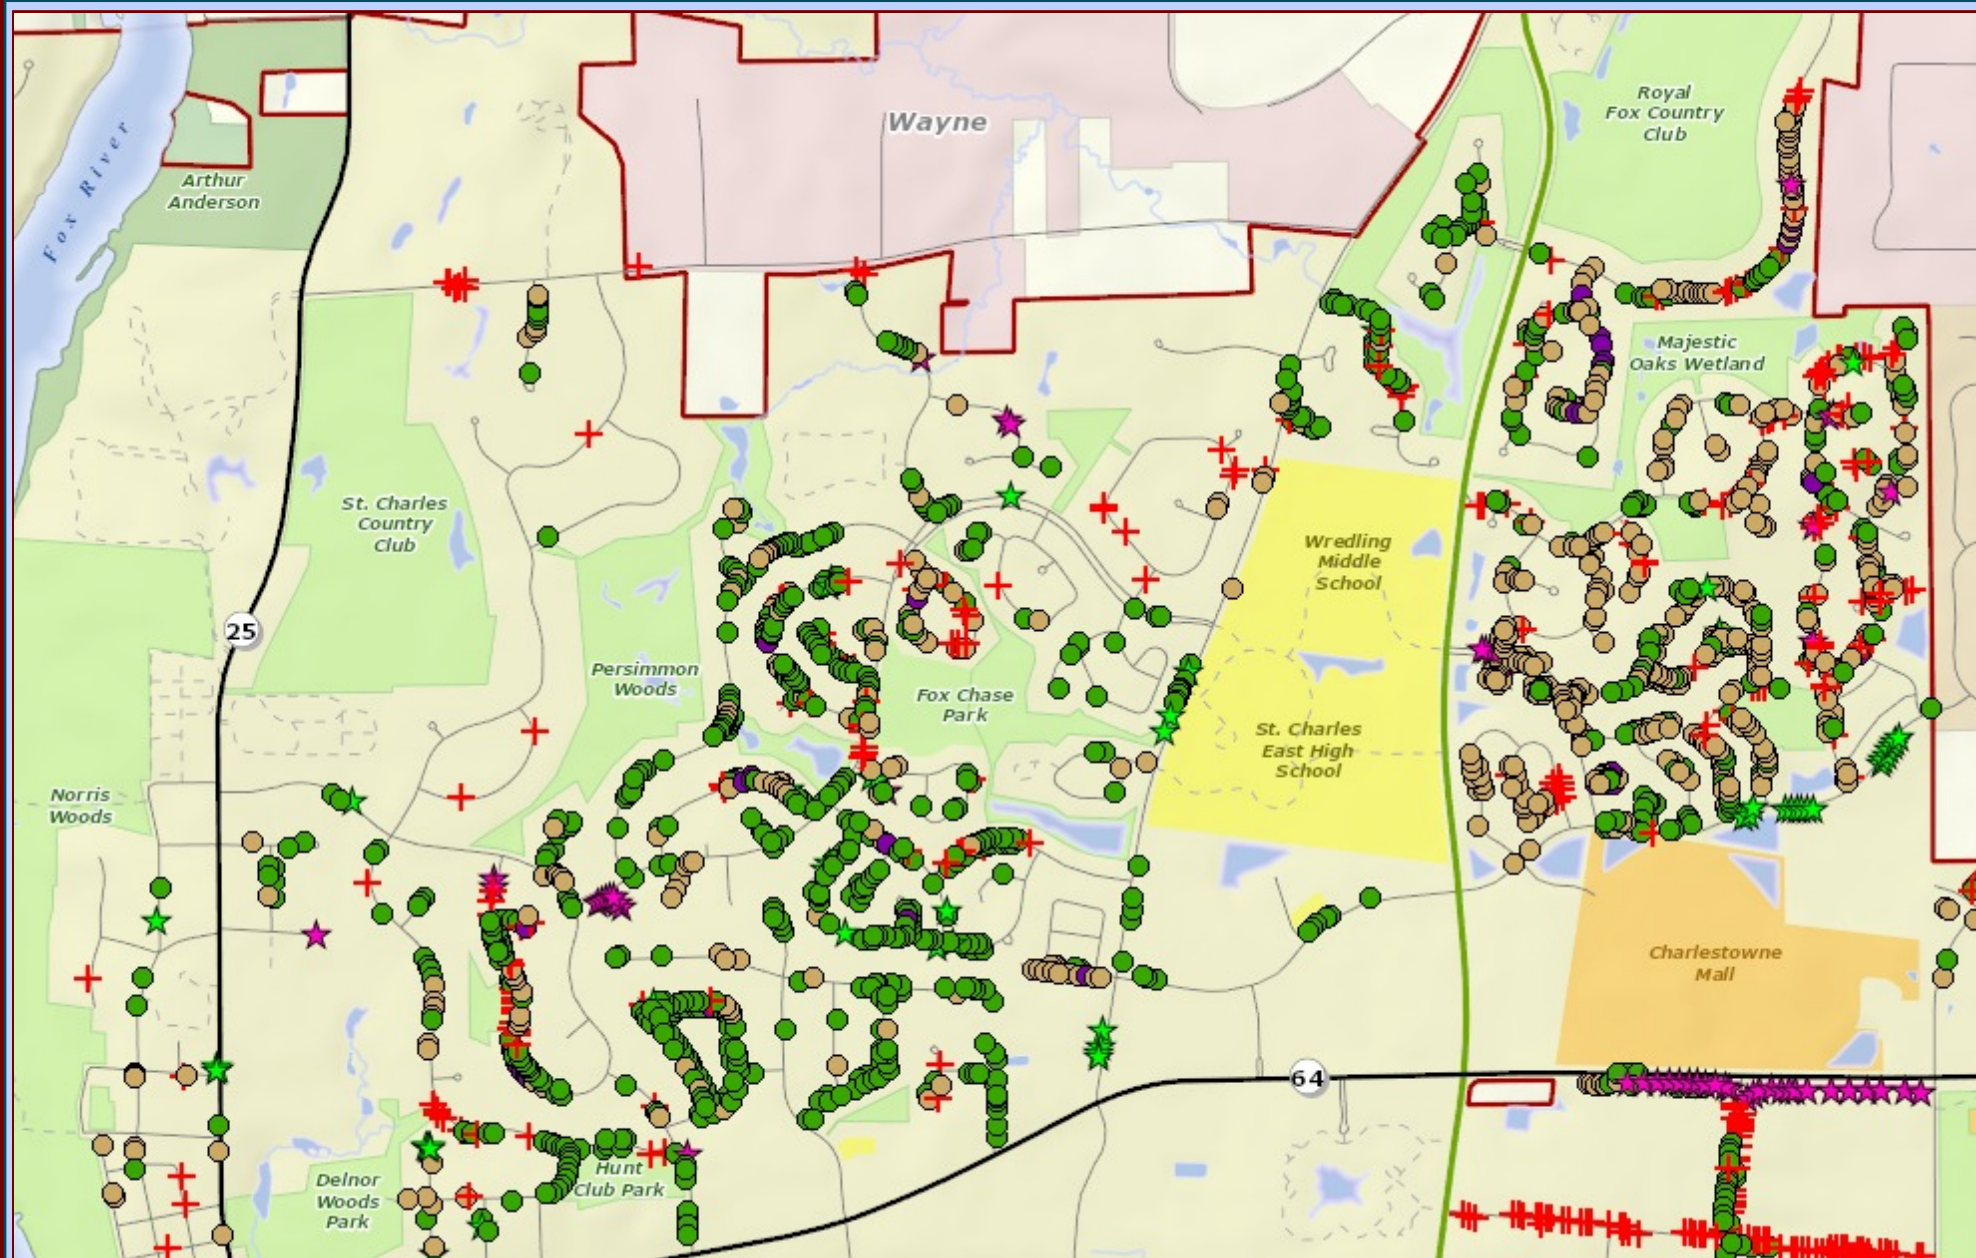 Wayne
Royal
Fox Country
Club
Fox River
Arthur
Anderson
Majestic
Oaks Wetland
St. Charles
Country
Club
Wredling
Middle
School
25
Persimmon
Woods
Fox Chase
Park
St. Charles
East High
School
Norris
Woods
Charlestowne
Mall
64
Hunt
Club Park
Delnor
Woods
Park